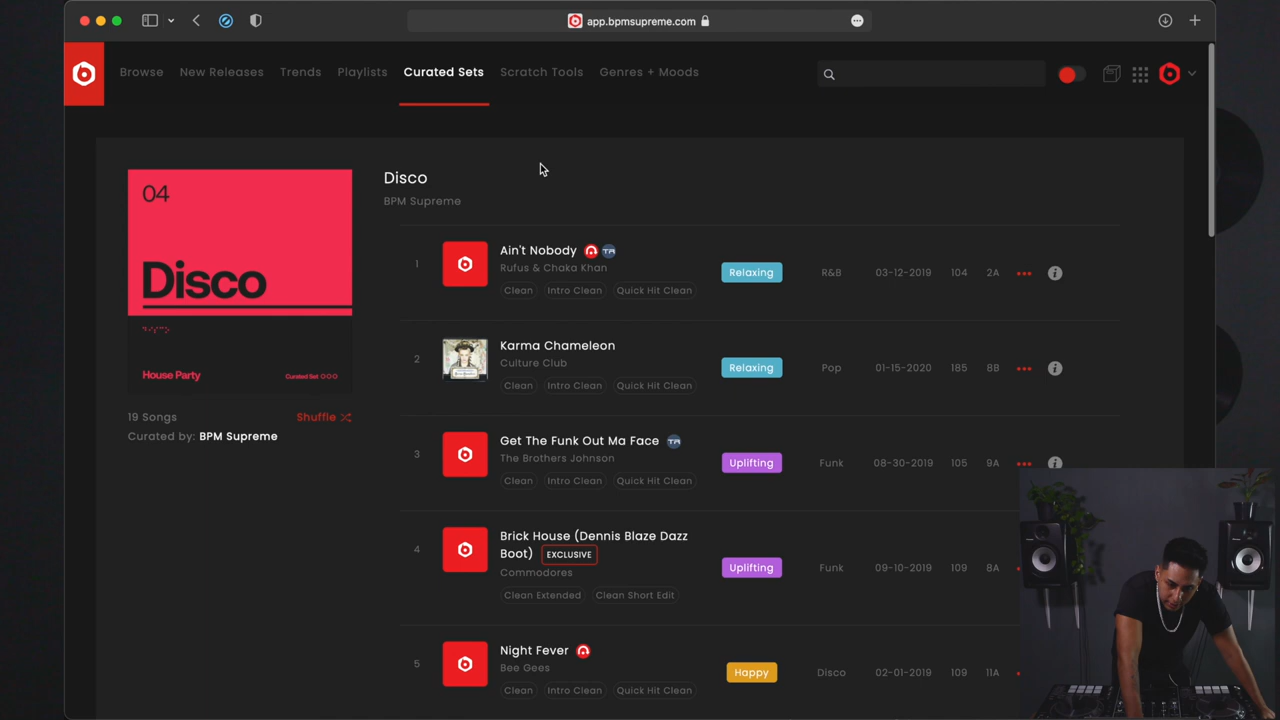 app.bpmsupreme.com
Browse New Releases Trends Playlists Curated Sets Scratch Tools Genres + Moods
04
Disco
House Party Curated Set
19 Songs Shuffle
Curated by: BPM Supreme
Disco
BPM Supreme
1 Ain't Nobody
Rufus & Chaka Khan
Clean Intro Clean Quick Hit Clean
Relaxing R&B 03-12-2019 104 2A
2 Karma Chameleon
Culture Club
Clean Intro Clean Quick Hit Clean
Relaxing Pop 01-15-2020 185 8B
3 Get The Funk Out Ma Face
The Brothers Johnson
Clean Intro Clean Quick Hit Clean
Uplifting Funk 08-30-2019 105 9A
4 Brick House (Dennis Blaze Dazz
Boot) EXCLUSIVE
Commodores
Clean Extended Clean Short Edit
Uplifting Funk 09-10-2019 109 8A
5 Night Fever
Bee Gees
Clean Intro Clean Quick Hit Clean
Happy Disco 02-01-2019 109 11A